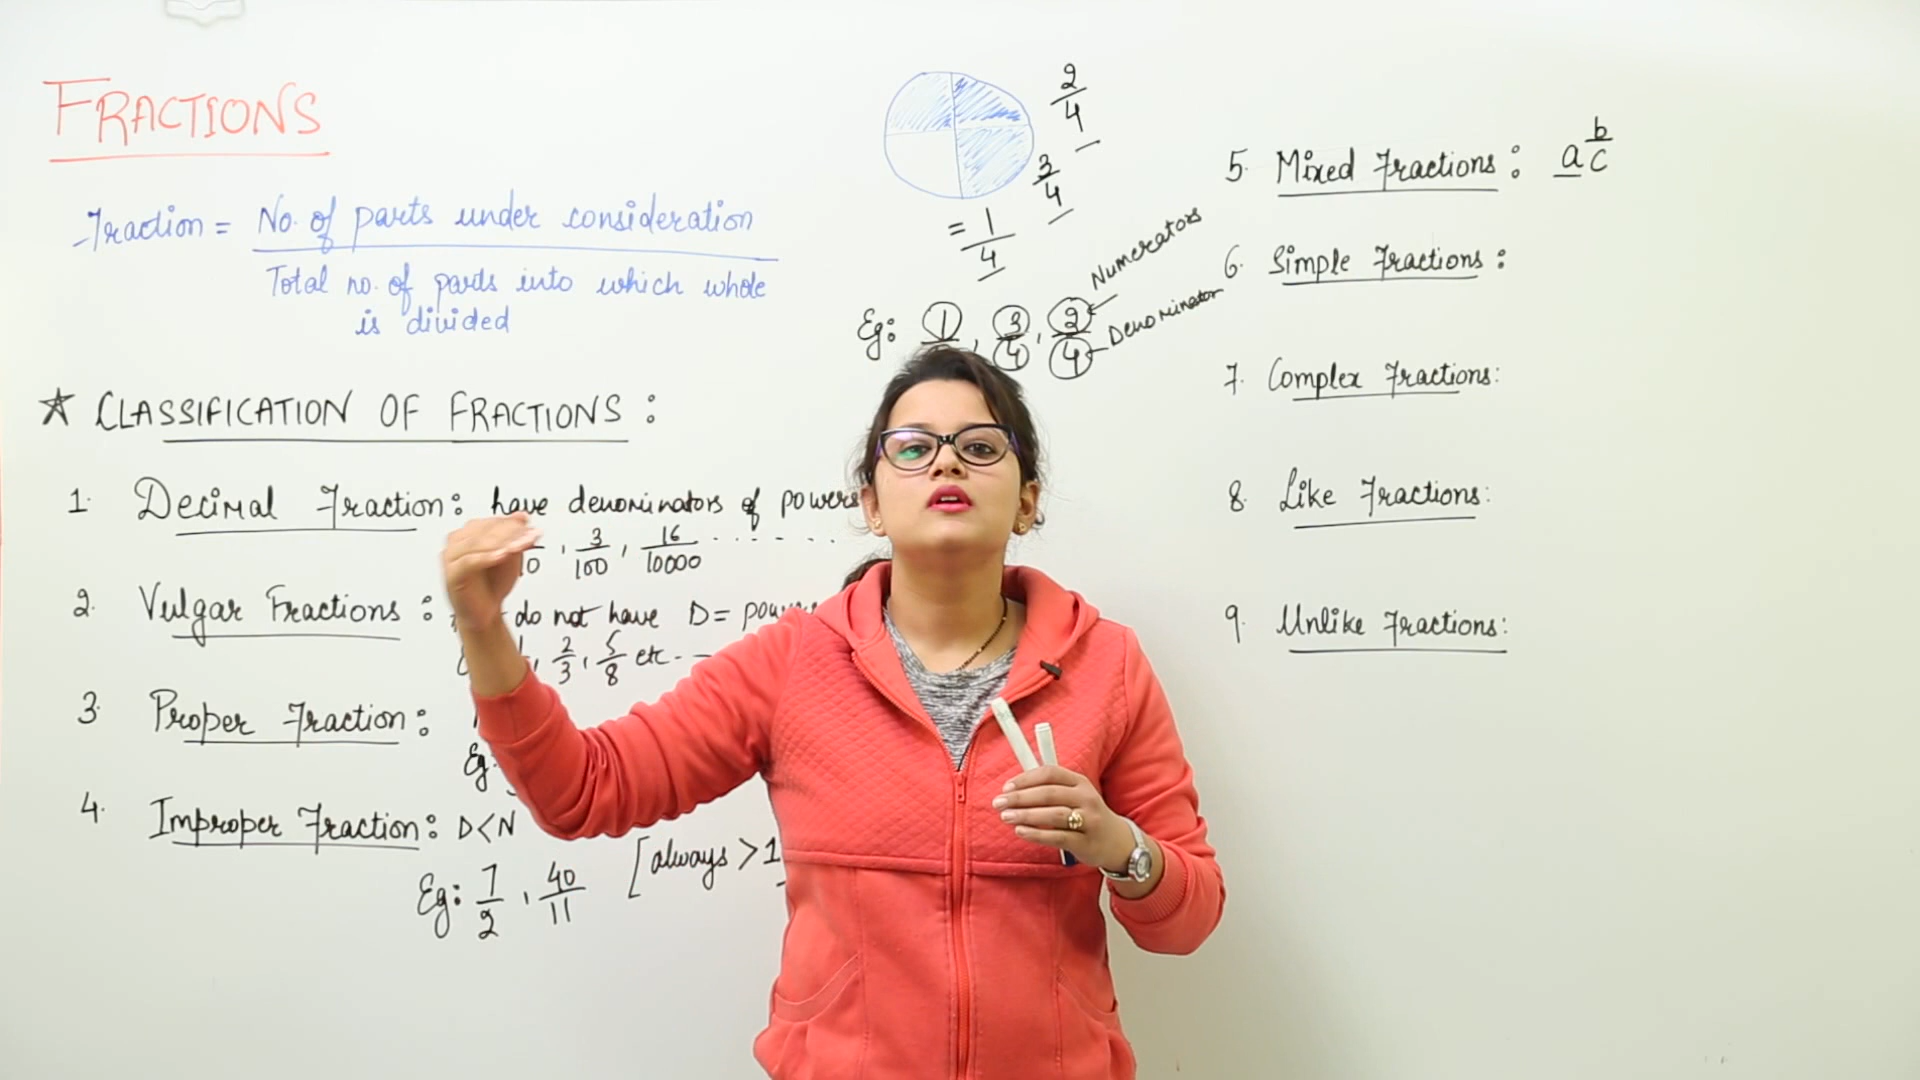 FRACTIONS
Fraction = No. of parts under consideration
Total no. of parts into which whole
is divided
2/4
3/4
= 1/4
Numerators
Eg: 1, 3/4, 2/4
Denominator
★ CLASSIFICATION OF FRACTIONS:
1. Decimal Fraction: have denominators of powers
3/100, 16/10000 ......
2. Vulgar Fractions: do not have D= powers
2/3, 5/8 etc.
3. Proper Fraction:
Eg:
4. Improper Fraction: D<N
Eg: 7/2, 40/11 [always > 1
5. Mixed Fractions: a b/c
6. Simple Fractions:
7. Complex Fractions:
8. Like Fractions:
9. Unlike Fractions: